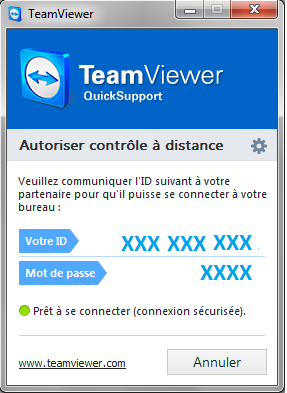 TeamViewer
TeamViewer
QuickSupport
Autoriser contrôle à distance
Veuillez communiquer l'ID suivant à votre
partenaire pour qu'il puisse se connecter à votre
bureau :
Votre ID XXX XXX XXX
Mot de passe XXXX
Prêt à se connecter (connexion sécurisée).
www.teamviewer.com Annuler